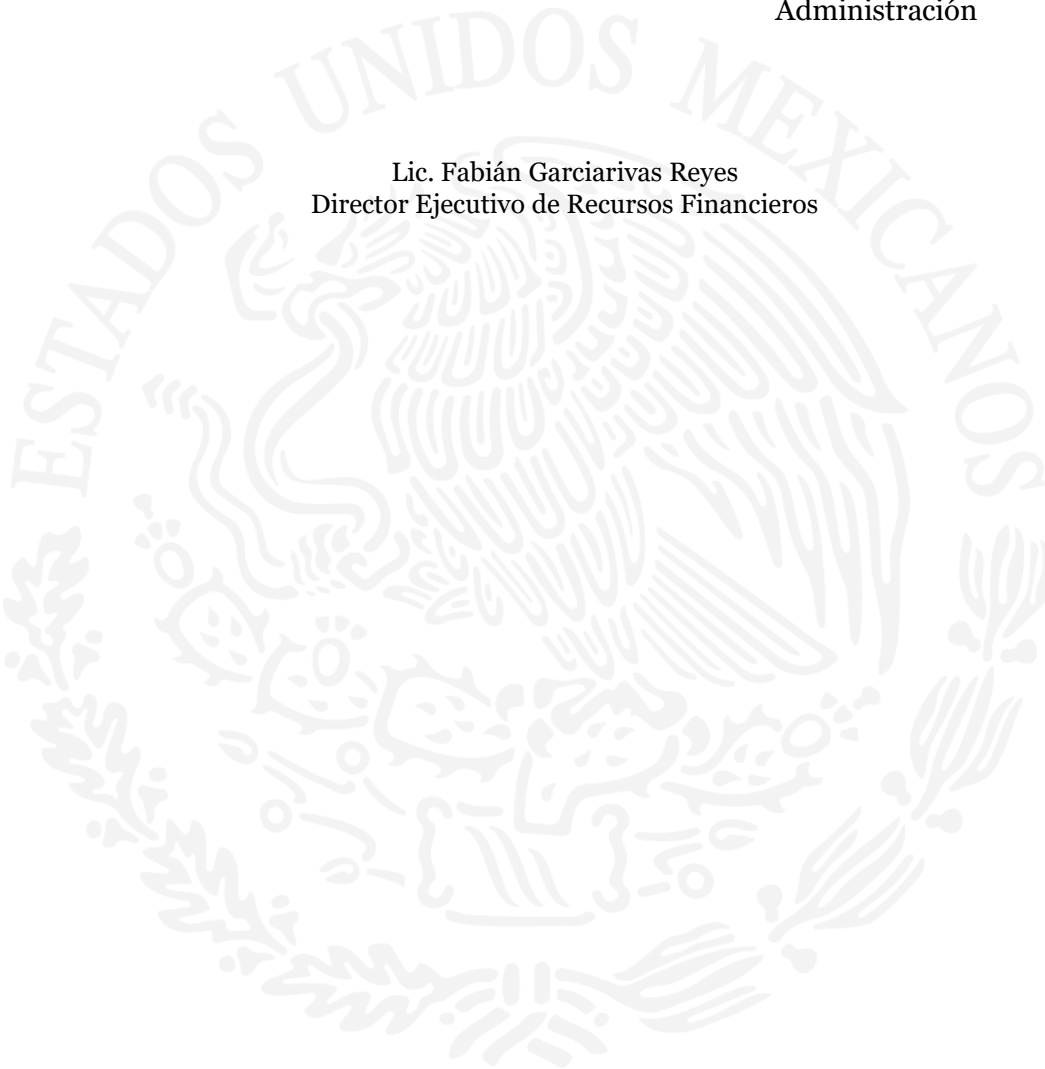 Administración
ESTADOS UNIDOS MEXICANOS
Lic. Fabián Garciarivas Reyes
Director Ejecutivo de Recursos Financieros